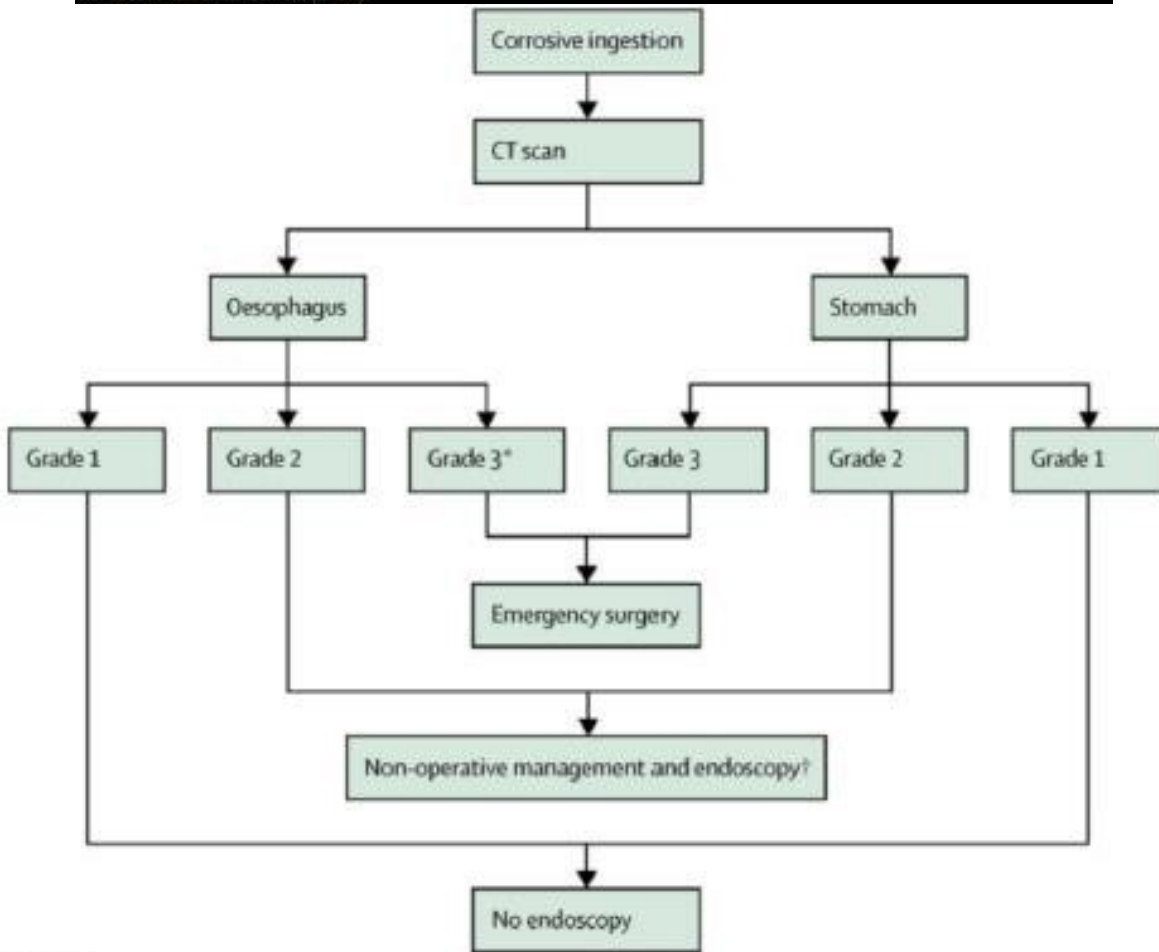 Corrosive ingestion
CT scan
Oesophagus
Stomach
Grade 1
Grade 2
Grade 3*
Grade 3
Grade 2
Grade 1
Emergency surgery
Non-operative management and endoscopy†
No endoscopy